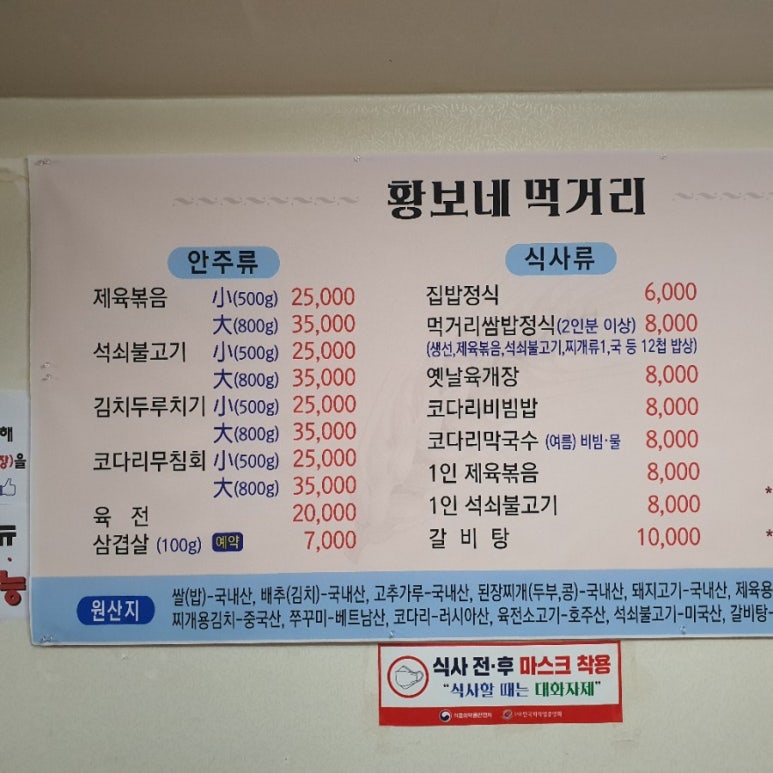 황보네 먹거리
안주류
제육볶음 小(500g) 25,000
大(800g) 35,000
석쇠불고기 小(500g) 25,000
大(800g) 35,000
김치두루치기 小(500g) 25,000
大(800g) 35,000
코다리무침회 小(500g) 25,000
大(800g) 35,000
육 전 20,000
삼겹살 (100g) 예약 7,000
식사류
집밥정식 6,000
먹거리쌈밥정식(2인분 이상) 8,000
(생선,제육볶음,석쇠불고기,찌개류1,국 등 12첩 밥상)
옛날육개장 8,000
코다리비빔밥 8,000
코다리막국수 (여름) 비빔·물 8,000
1인 제육볶음 8,000
1인 석쇠불고기 8,000
갈 비 탕 10,000
*
*
원산지
쌀(밥)-국내산, 배추(김치)-국내산, 고추가루-국내산, 된장찌개(두부,콩)-국내산, 돼지고기-국내산, 제육용
찌개용김치-중국산, 쭈꾸미-베트남산, 코다리-러시아산, 육전소고기-호주산, 석쇠불고기-미국산, 갈비탕-
해
장)을
듀
능
식사 전·후 마스크 착용
"식사할 때는 대화자제"
식품의약품안전처